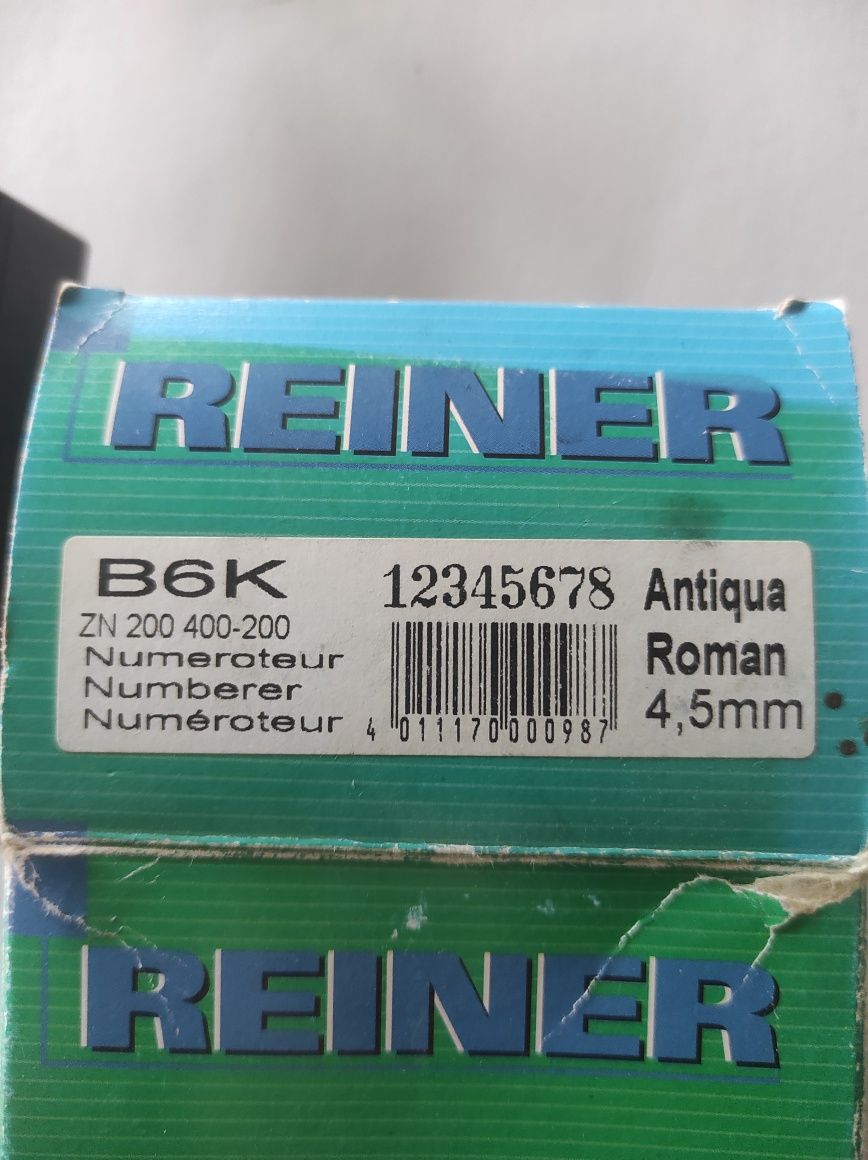 REINER
B6K
ZN 200 400-200
Numeroteur
Numberer
Numéroteur
12345678
4 011170 000987
Antiqua
Roman
4,5mm
REINER